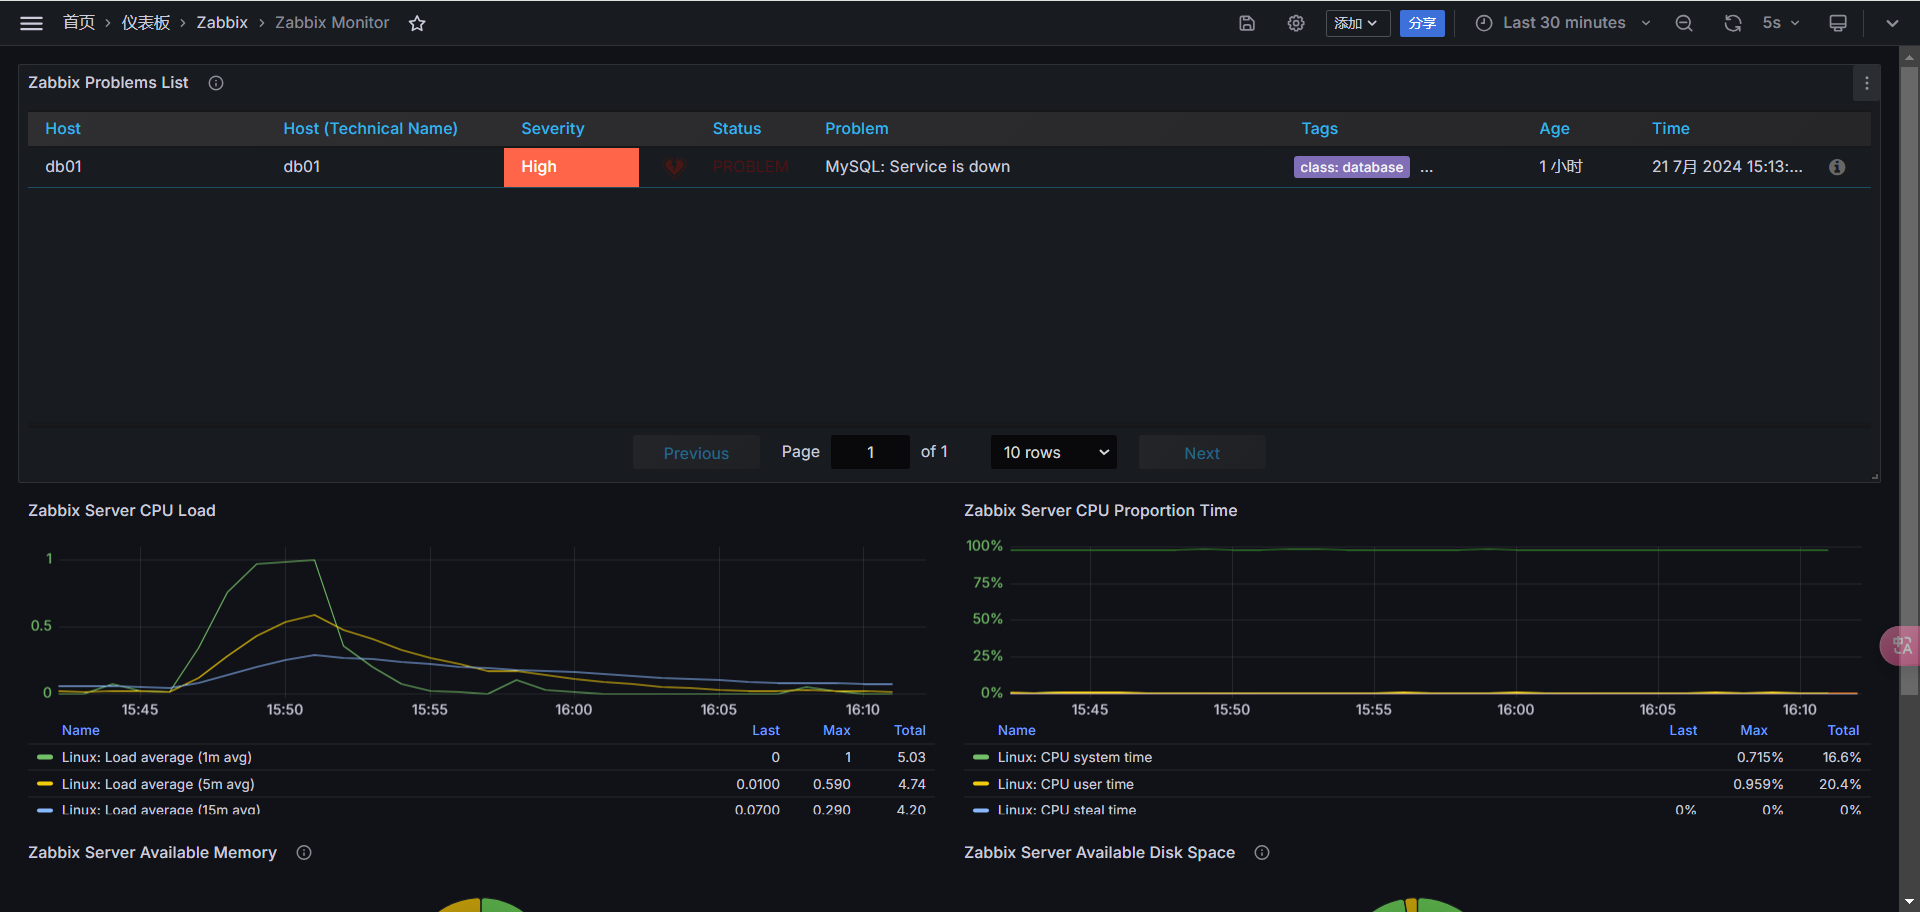 首页 › 仪表板 › Zabbix › Zabbix Monitor
添加 分享 Last 30 minutes 5s
Zabbix Problems List
Host Host (Technical Name) Severity Status Problem Tags Age Time
db01 db01 High PROBLEM MySQL: Service is down class: database ... 1 小时 21 7月 2024 15:13:...
Previous Page 1 of 1 10 rows Next
Zabbix Server CPU Load
1
0.5
0
15:45 15:50 15:55 16:00 16:05 16:10
Name Last Max Total
Linux: Load average (1m avg) 0 1 5.03
Linux: Load average (5m avg) 0.0100 0.590 4.74
Linux: Load average (15m avg) 0.0700 0.290 4.20
Zabbix Server CPU Proportion Time
100%
75%
50%
25%
0%
15:45 15:50 15:55 16:00 16:05 16:10
Name Last Max Total
Linux: CPU system time 0.715% 16.6%
Linux: CPU user time 0.959% 20.4%
Linux: CPU steal time 0% 0% 0%
Zabbix Server Available Memory
Zabbix Server Available Disk Space